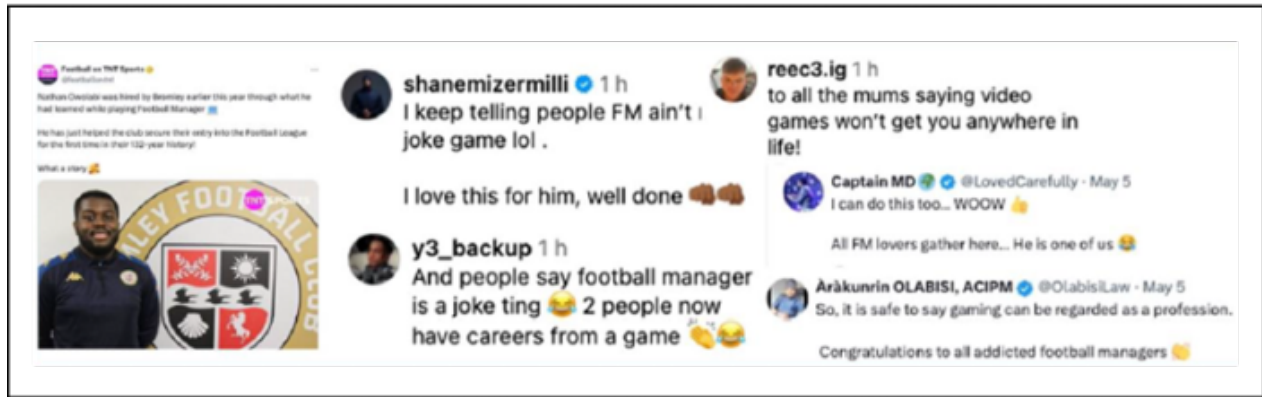 Football on TNT Sports
@footballontnt
Nathan Owolabi was hired by Bromley earlier this year through what he
had learned while playing Football Manager
He has just helped the club secure their entry into the Football League
for the first time in their 132-year history!
What a story 🥰
TNT SPORTS
LEY FOOTBALL CLUB
shanemizermilli 1 h
I keep telling people FM ain't
joke game lol .
I love this for him, well done 👊🏾👊🏾
y3_backup 1 h
And people say football manager
is a joke ting 😂 2 people now
have careers from a game 👏😂
reec3.ig 1 h
to all the mums saying video
games won't get you anywhere in
life!
Captain MD🌍 @LovedCarefully · May 5
I can do this too... WOOW 👍
All FM lovers gather here... He is one of us 😂
Àràkunrin OLABISI, ACIPM @OlabisiLaw · May 5
So, it is safe to say gaming can be regarded as a profession.
Congratulations to all addicted football managers 👏